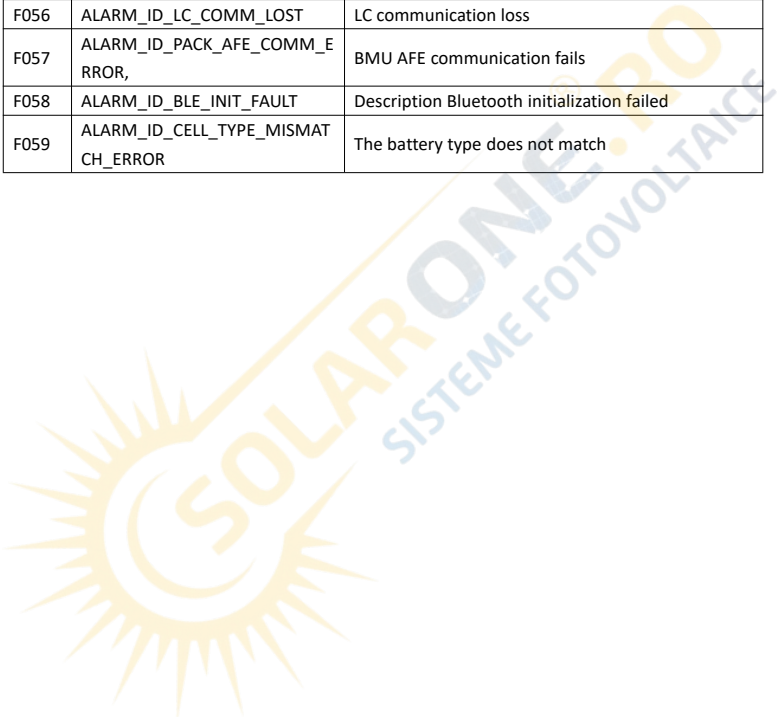 F056 ALARM_ID_LC_COMM_LOST LC communication loss
F057 ALARM_ID_PACK_AFE_COMM_E
RROR, BMU AFE communication fails
F058 ALARM_ID_BLE_INIT_FAULT Description Bluetooth initialization failed
F059 ALARM_ID_CELL_TYPE_MISMAT
CH_ERROR The battery type does not match
SOLARONE.RO
®
SISTEME FOTOVOLTAICE